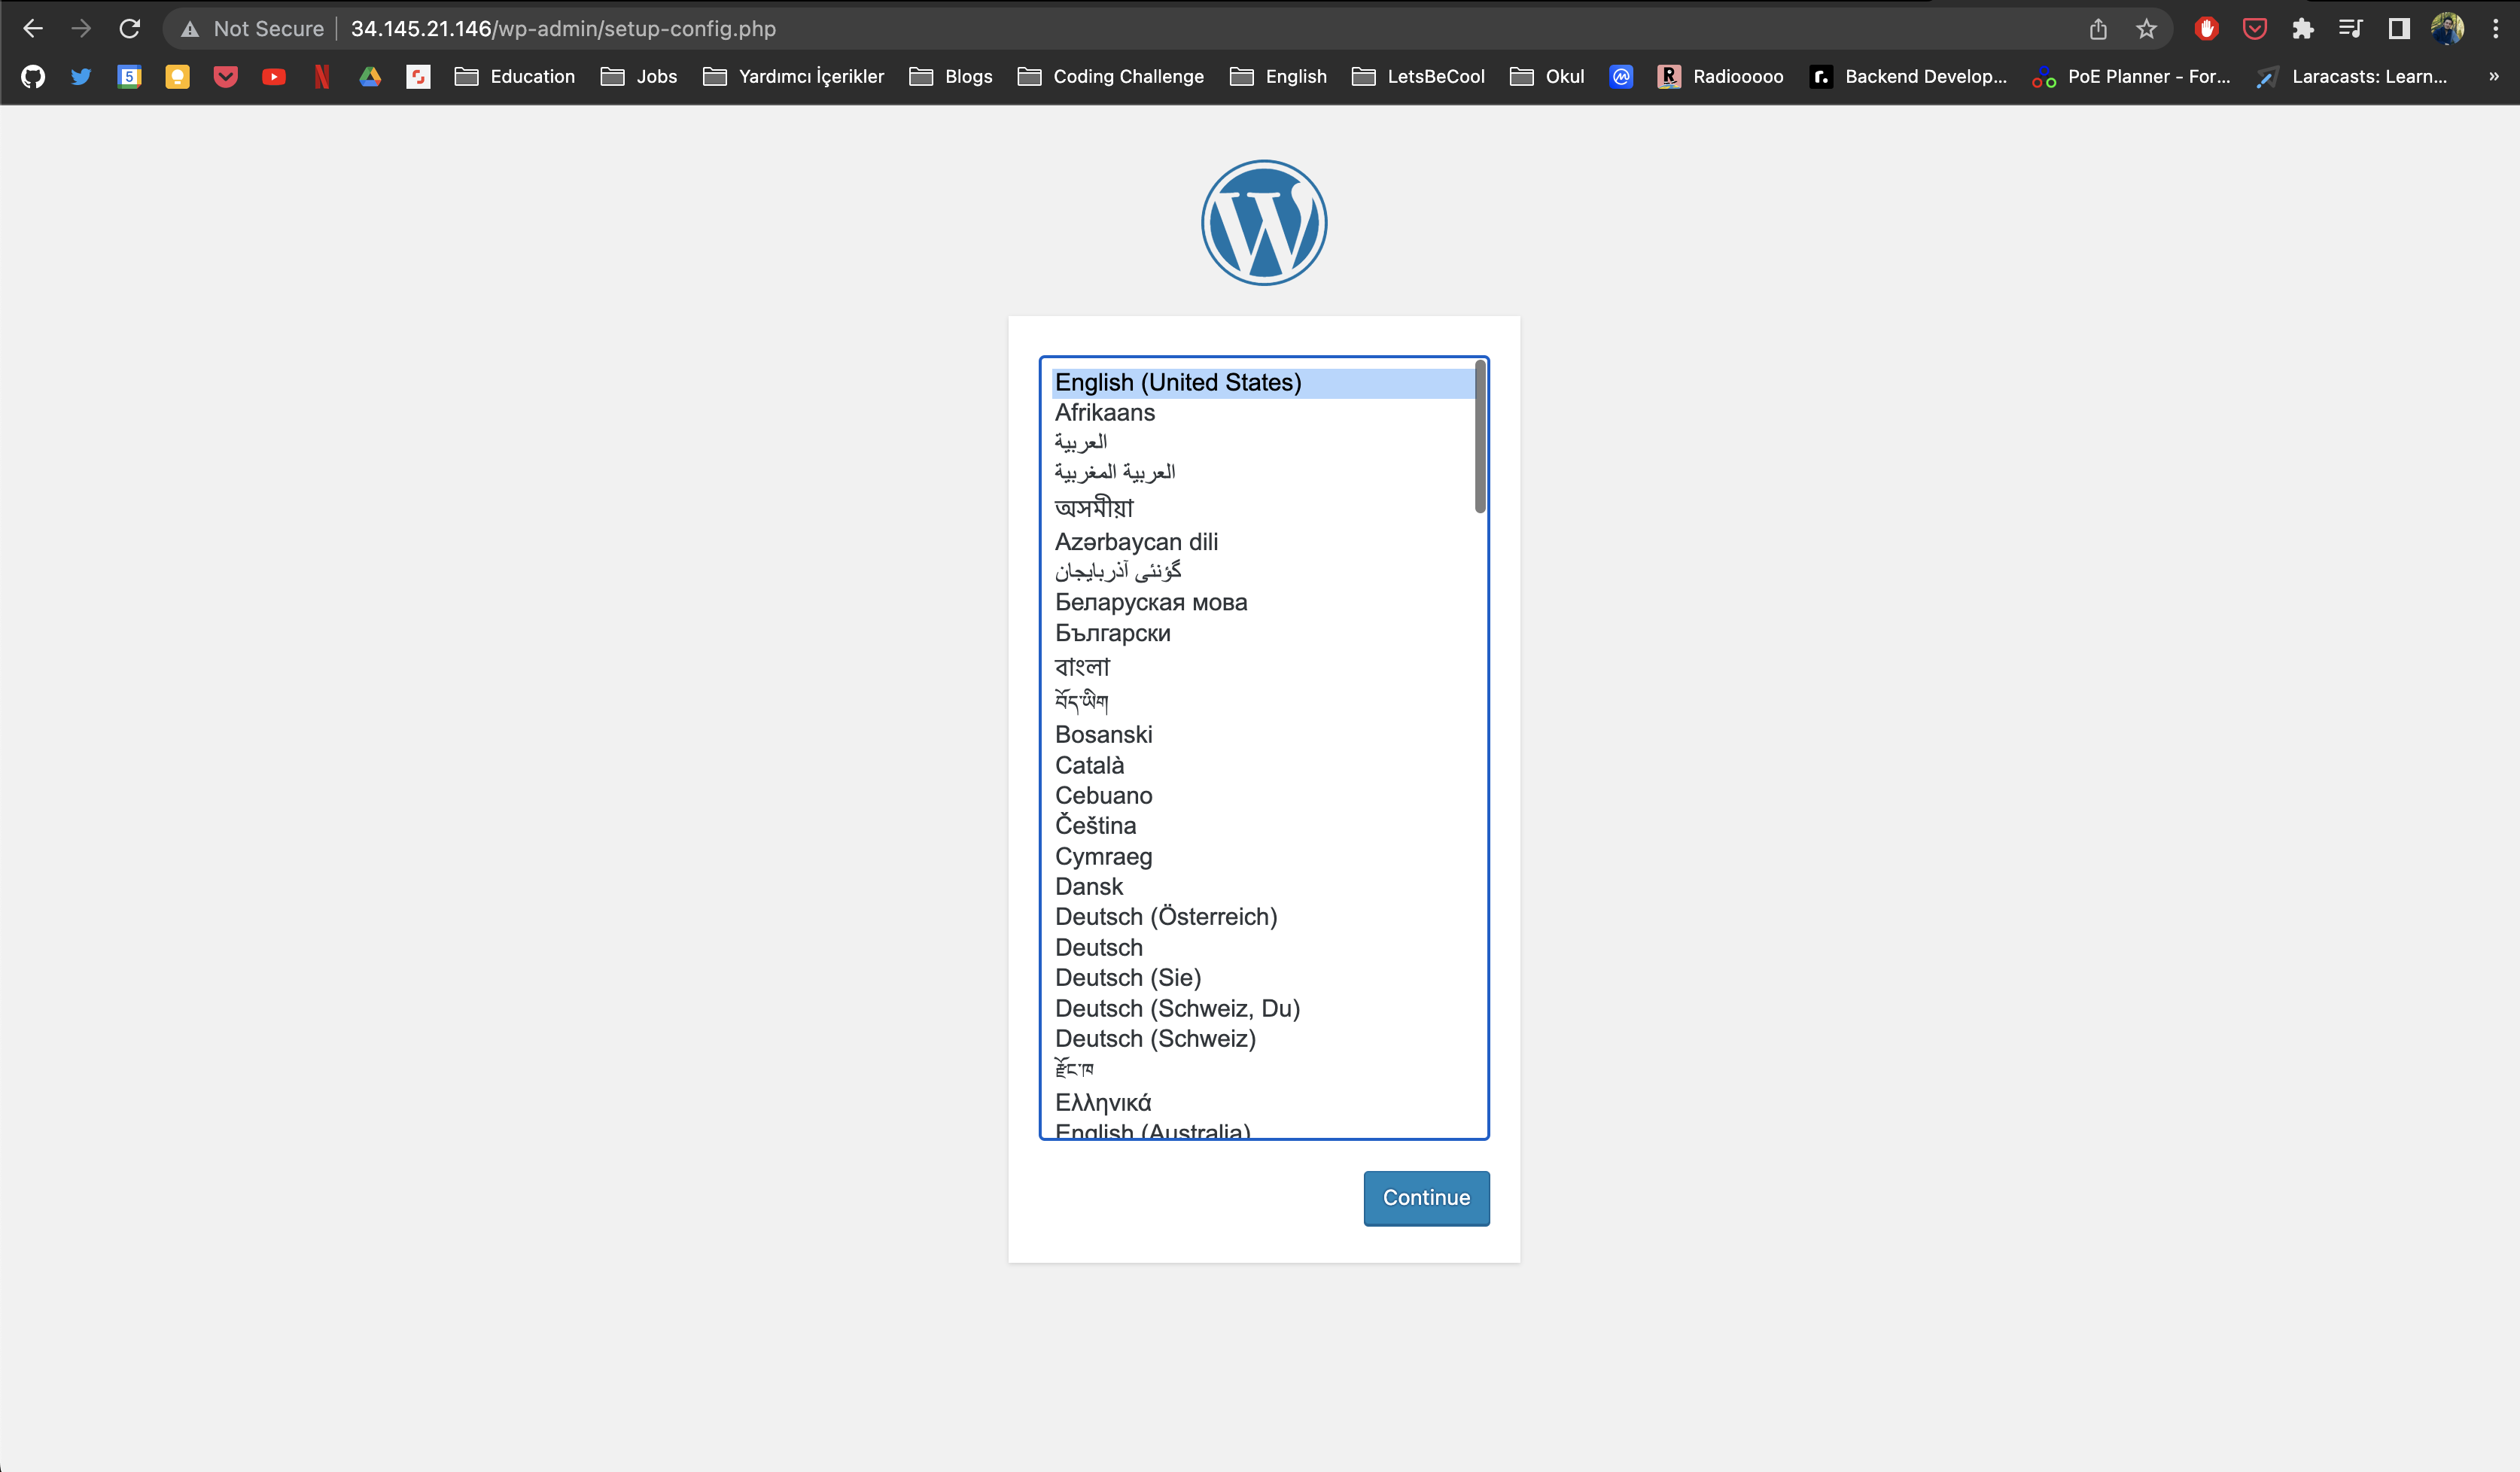 Not Secure 34.145.21.146/wp-admin/setup-config.php
5 Education Jobs Yardımcı İçerikler Blogs Coding Challenge English LetsBeCool Okul Radiooooo Backend Develop... PoE Planner - For... Laracasts: Learn... »
English (United States)
Afrikaans
العربية
العربية المغربية
অসমীয়া
Azərbaycan dili
گؤنئی آذربایجان
Беларуская мова
Български
বাংলা
བོད་ཡིག
Bosanski
Català
Cebuano
Čeština
Cymraeg
Dansk
Deutsch (Österreich)
Deutsch
Deutsch (Sie)
Deutsch (Schweiz, Du)
Deutsch (Schweiz)
རྫོང་ཁ
Ελληνικά
English (Australia)
Continue